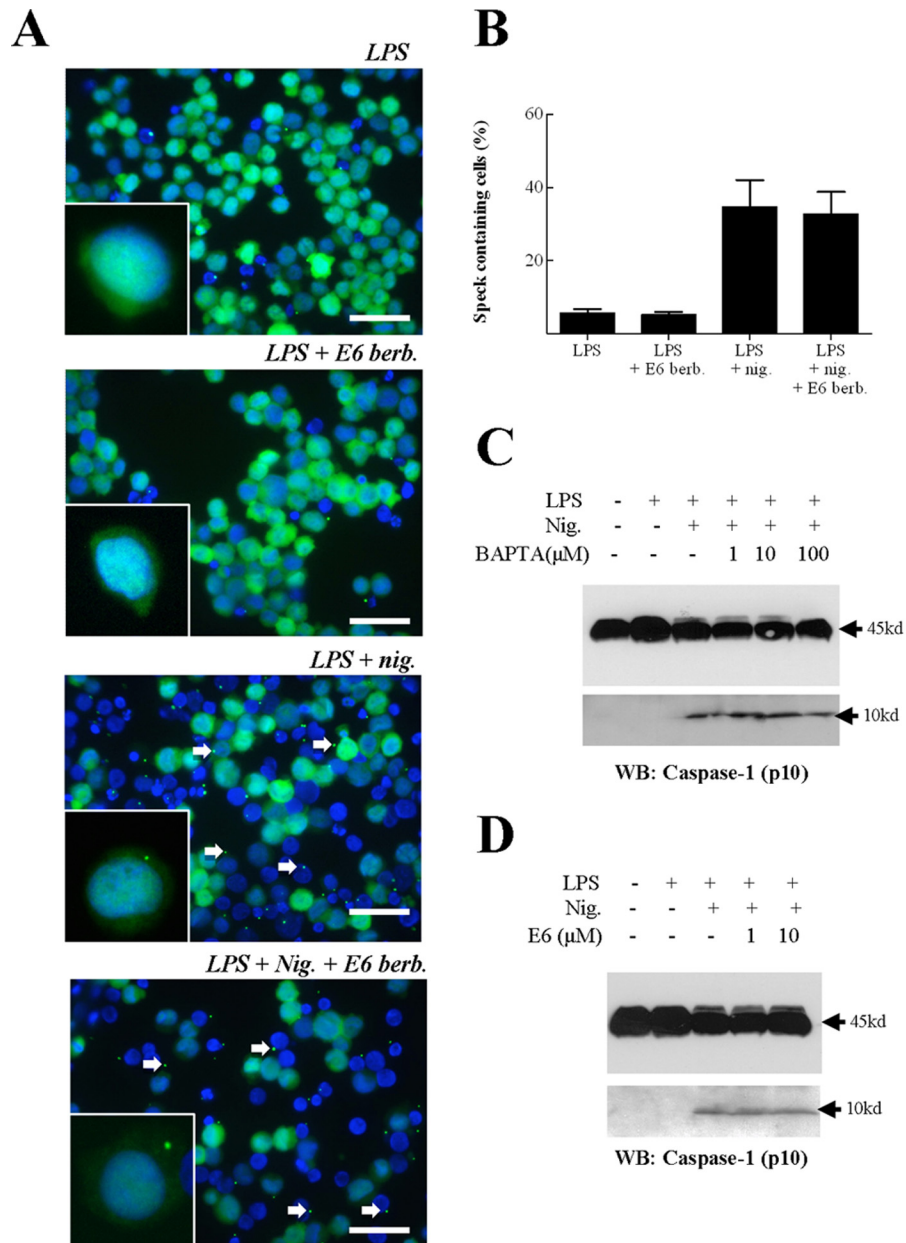 A
LPS
LPS + E6 berb.
LPS + nig.
LPS + Nig. + E6 berb.
B
Speck containing cells (%)
60
40
20
LPS
LPS
+ E6 berb.
LPS
+ nig.
LPS
+ nig.
+ E6 berb.
C
LPS - + + + + +
Nig. - - + + + +
BAPTA(µM) - - - 1 10 100
45kd
10kd
WB: Caspase-1 (p10)
D
LPS - + + + +
Nig. - - + + +
E6 (µM) - - - 1 10
45kd
10kd
WB: Caspase-1 (p10)